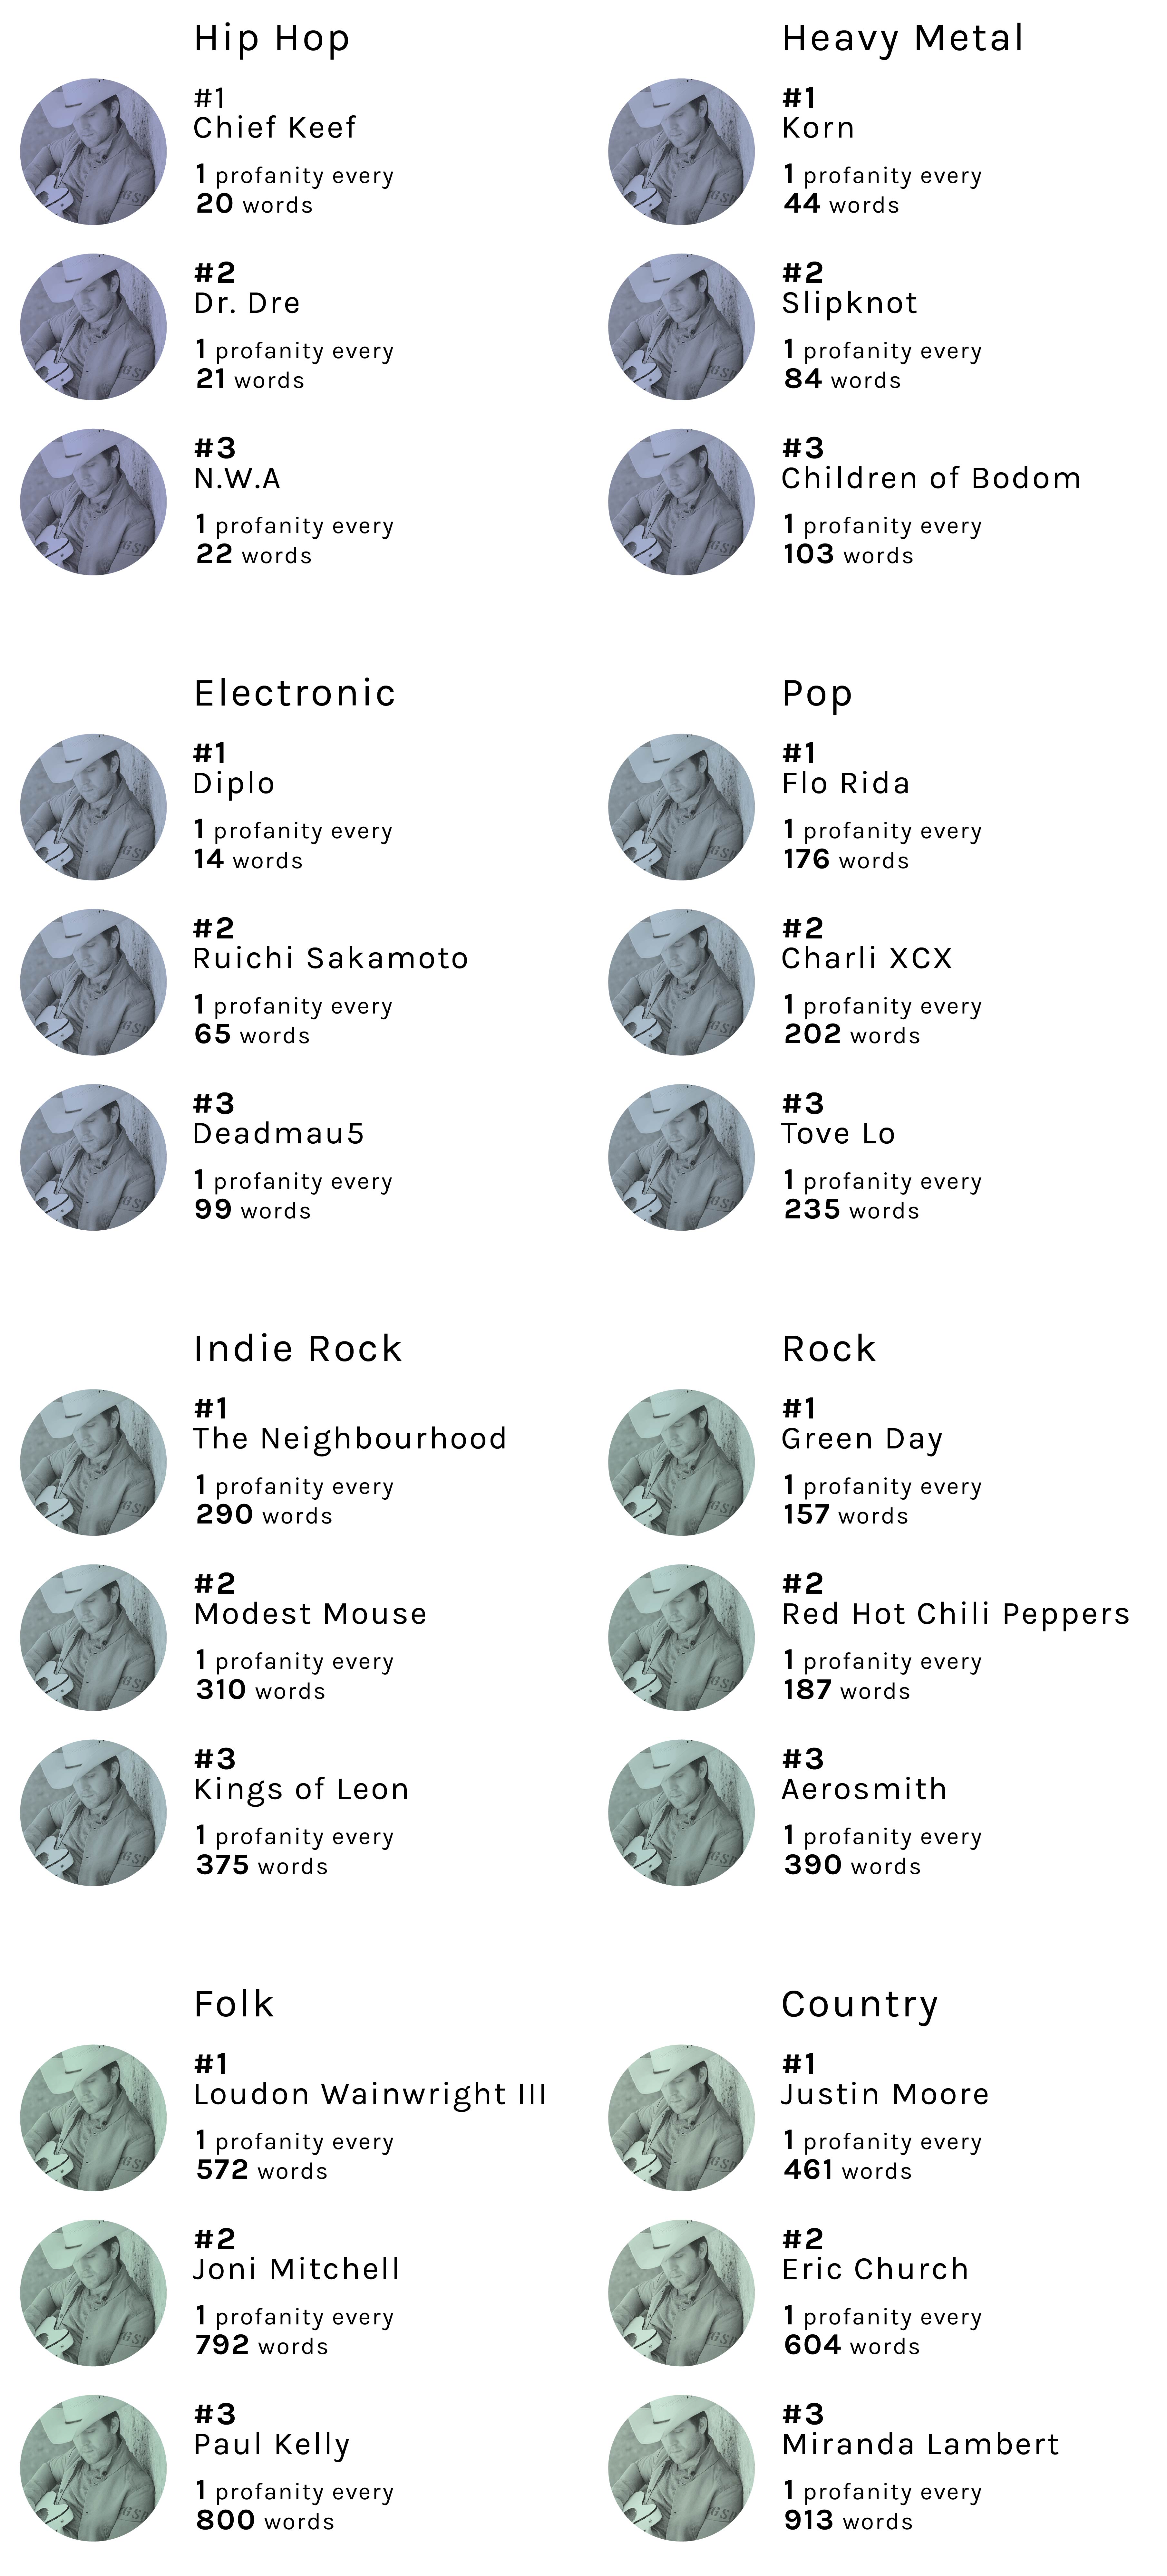 Hip Hop
#1
Chief Keef
1 profanity every
20 words
#2
Dr. Dre
1 profanity every
21 words
#3
N.W.A
1 profanity every
22 words
Heavy Metal
#1
Korn
1 profanity every
44 words
#2
Slipknot
1 profanity every
84 words
#3
Children of Bodom
1 profanity every
103 words
Electronic
#1
Diplo
1 profanity every
14 words
#2
Ruichi Sakamoto
1 profanity every
65 words
#3
Deadmau5
1 profanity every
99 words
Pop
#1
Flo Rida
1 profanity every
176 words
#2
Charli XCX
1 profanity every
202 words
#3
Tove Lo
1 profanity every
235 words
Indie Rock
#1
The Neighbourhood
1 profanity every
290 words
#2
Modest Mouse
1 profanity every
310 words
#3
Kings of Leon
1 profanity every
375 words
Rock
#1
Green Day
1 profanity every
157 words
#2
Red Hot Chili Peppers
1 profanity every
187 words
#3
Aerosmith
1 profanity every
390 words
Folk
#1
Loudon Wainwright III
1 profanity every
572 words
#2
Joni Mitchell
1 profanity every
792 words
#3
Paul Kelly
1 profanity every
800 words
Country
#1
Justin Moore
1 profanity every
461 words
#2
Eric Church
1 profanity every
604 words
#3
Miranda Lambert
1 profanity every
913 words